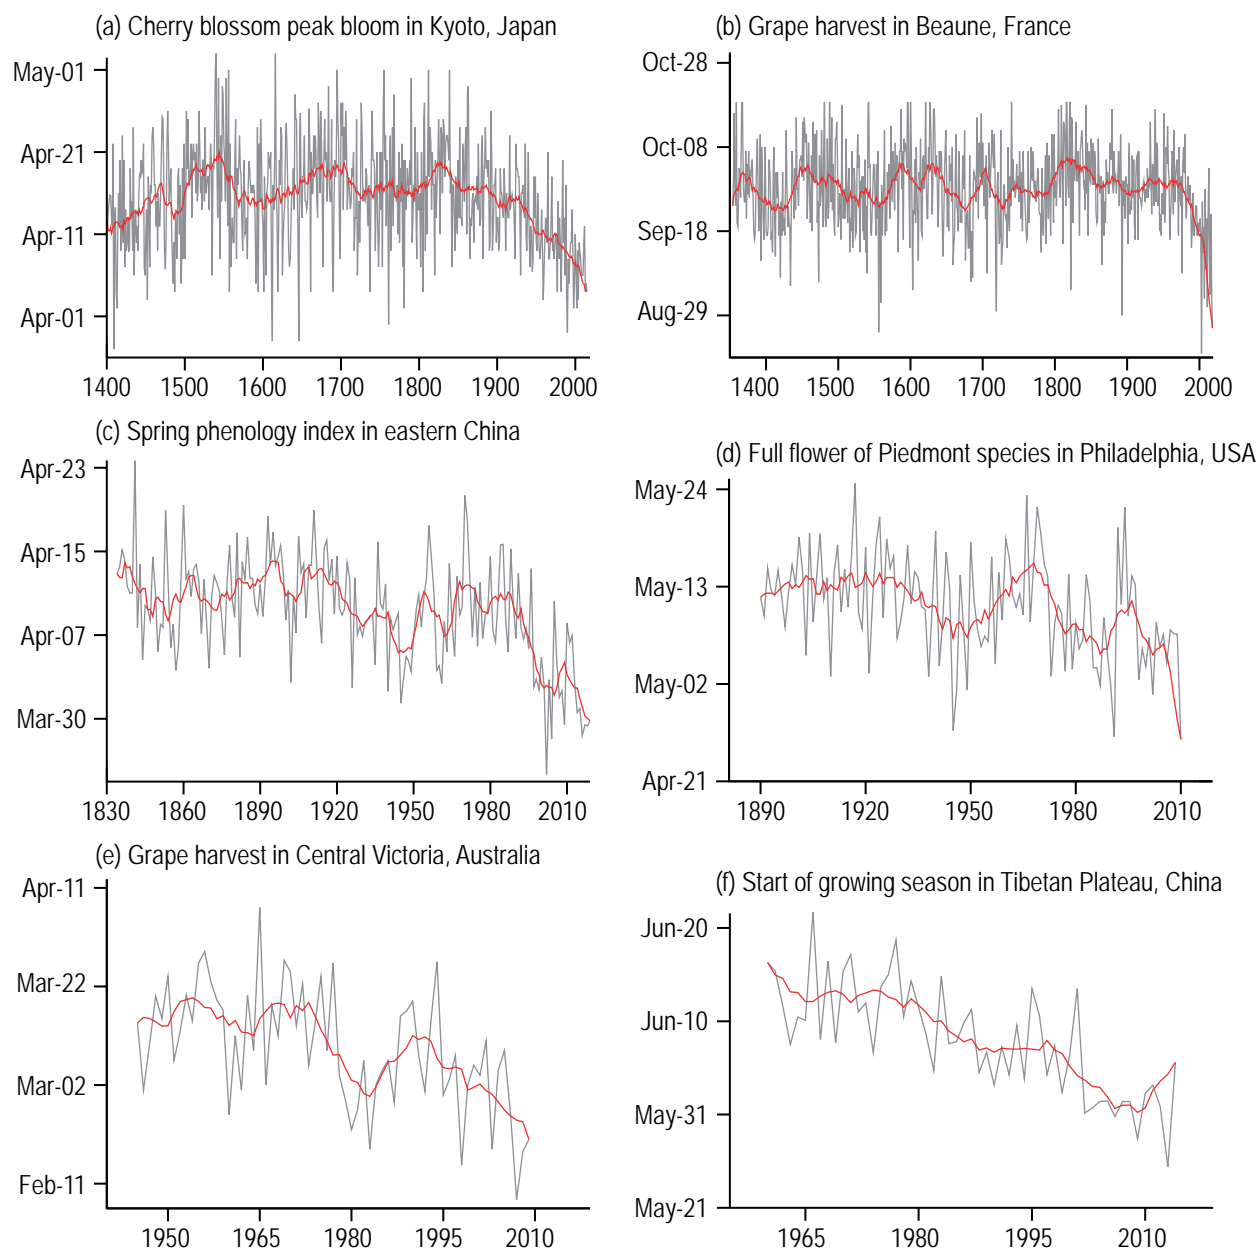 (a) Cherry blossom peak bloom in Kyoto, Japan
May-01
Apr-21
Apr-11
Apr-01
1400 1500 1600 1700 1800 1900 2000
(b) Grape harvest in Beaune, France
Oct-28
Oct-08
Sep-18
Aug-29
1400 1500 1600 1700 1800 1900 2000
(c) Spring phenology index in eastern China
Apr-23
Apr-15
Apr-07
Mar-30
1830 1860 1890 1920 1950 1980 2010
(d) Full flower of Piedmont species in Philadelphia, USA
May-24
May-13
May-02
Apr-21
1890 1920 1950 1980 2010
(e) Grape harvest in Central Victoria, Australia
Apr-11
Mar-22
Mar-02
Feb-11
1950 1965 1980 1995 2010
(f) Start of growing season in Tibetan Plateau, China
Jun-20
Jun-10
May-31
May-21
1965 1980 1995 2010